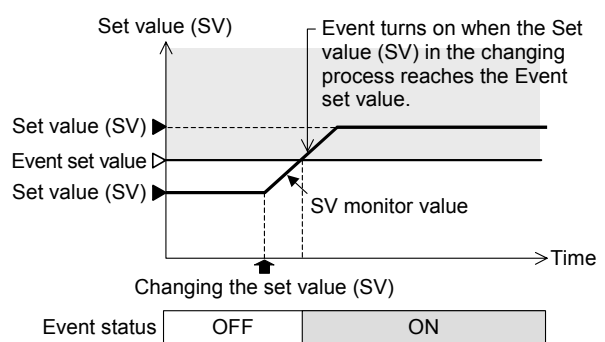 Set value (SV)
Event turns on when the Set
value (SV) in the changing
process reaches the Event
set value.
Set value (SV)
Event set value
Set value (SV)
SV monitor value
Time
Changing the set value (SV)
Event status OFF ON